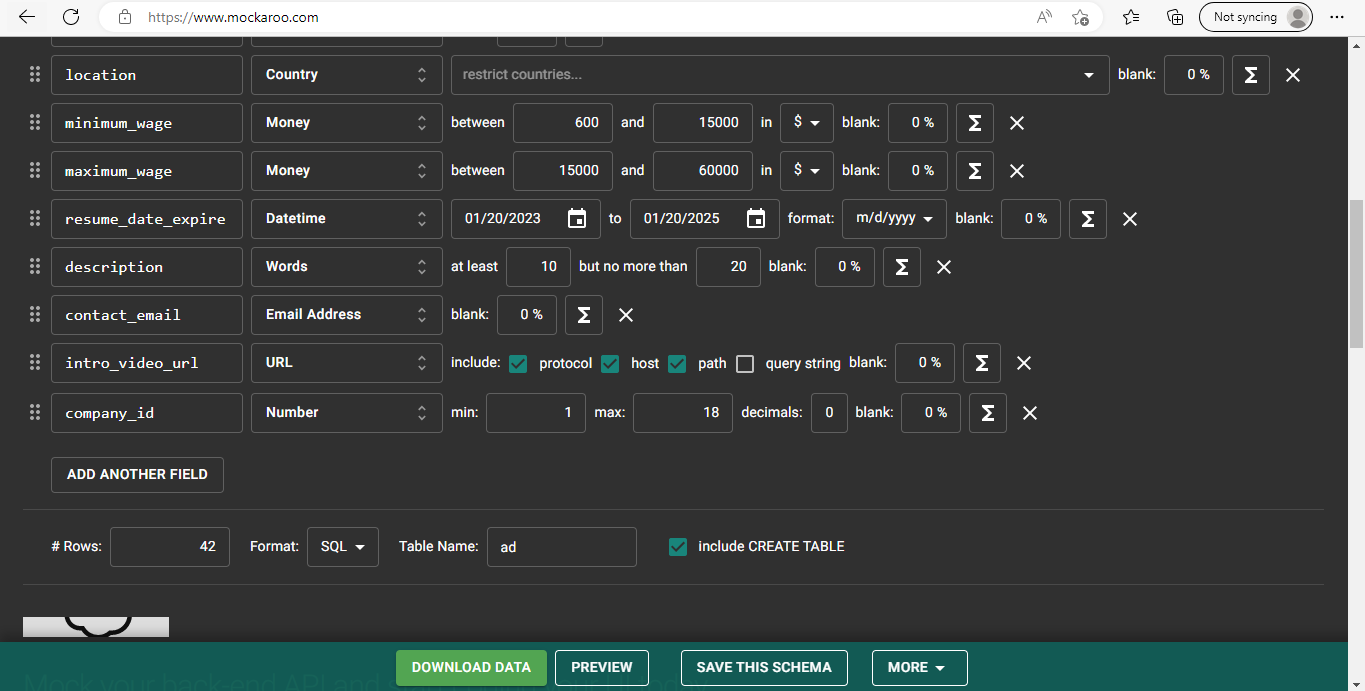 https://www.mockaroo.com Not syncing
location Country restrict countries... blank: 0 % Σ
minimum_wage Money between 600 and 15000 in $ blank: 0 % Σ
maximum_wage Money between 15000 and 60000 in $ blank: 0 % Σ
resume_date_expire Datetime 01/20/2023 to 01/20/2025 format: m/d/yyyy blank: 0 % Σ
description Words at least 10 but no more than 20 blank: 0 % Σ
contact_email Email Address blank: 0 % Σ
intro_video_url URL include: protocol host path query string blank: 0 % Σ
company_id Number min: 1 max: 18 decimals: 0 blank: 0 % Σ
ADD ANOTHER FIELD
# Rows: 42 Format: SQL Table Name: ad include CREATE TABLE
DOWNLOAD DATA PREVIEW SAVE THIS SCHEMA MORE
Mock your back-end API and